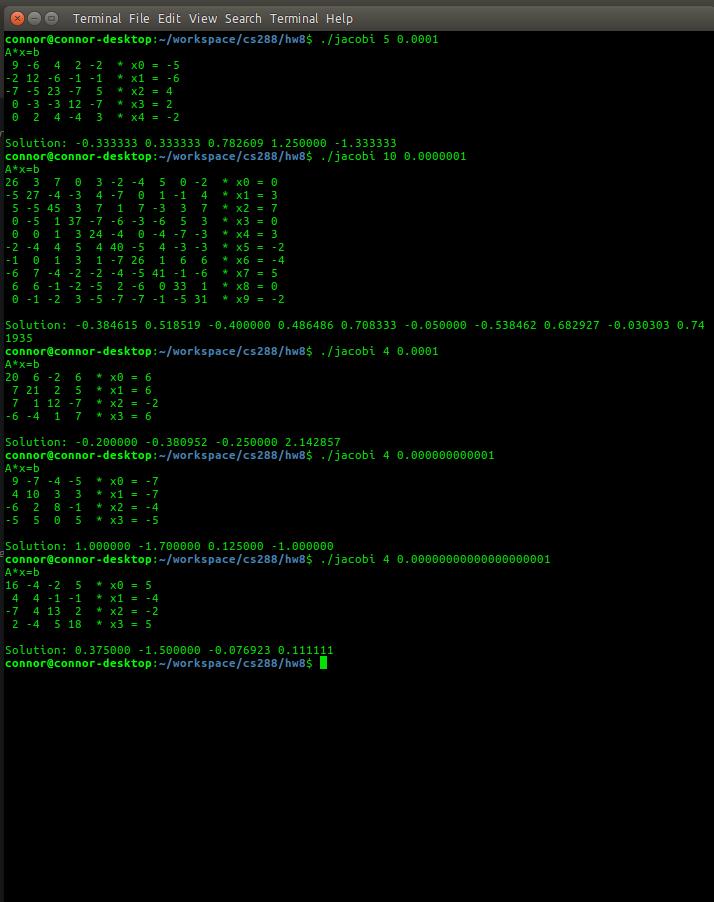 Terminal File Edit View Search Terminal Help
connor@connor-desktop:~/workspace/cs288/hw8$ ./jacobi 5 0.0001
A*x=b
 9 -6  4  2 -2  * x0 = -5
-2 12 -6 -1 -1  * x1 = -6
-7 -5 23 -7  5  * x2 = 4
 0 -3 -3 12 -7  * x3 = 2
 0  2  4 -4  3  * x4 = -2

Solution: -0.333333 0.333333 0.782609 1.250000 -1.333333
connor@connor-desktop:~/workspace/cs288/hw8$ ./jacobi 10 0.0000001
A*x=b
26  3  7  0  3 -2 -4  5  0 -2  * x0 = 0
-5 27 -4 -3  4 -7  0  1 -1  4  * x1 = 3
 5 -5 45  3  7  1  7 -3  3  7  * x2 = 7
 0 -5  1 37 -7 -6 -3 -6  5  3  * x3 = 0
 0  0  1  3 24 -4  0 -4 -7 -3  * x4 = 3
-2 -4  4  5  4 40 -5  4 -3 -3  * x5 = -2
-1  0  1  3  1 -7 26  1  6  6  * x6 = -4
-6  7 -4 -2 -2 -4 -5 41 -1 -6  * x7 = 5
 6  6 -1 -2 -5  2 -6  0 33  1  * x8 = 0
 0 -1 -2  3 -5 -7 -7 -1 -5 31  * x9 = -2

Solution: -0.384615 0.518519 -0.400000 0.486486 0.708333 -0.050000 -0.538462 0.682927 -0.030303 0.74
1935
connor@connor-desktop:~/workspace/cs288/hw8$ ./jacobi 4 0.0001
A*x=b
20  6 -2  6  * x0 = 6
 7 21  2  5  * x1 = 6
 7  1 12 -7  * x2 = -2
-6 -4  1  7  * x3 = 6

Solution: -0.200000 -0.380952 -0.250000 2.142857
connor@connor-desktop:~/workspace/cs288/hw8$ ./jacobi 4 0.000000000001
A*x=b
 9 -7 -4 -5  * x0 = -7
 4 10  3  3  * x1 = -7
-6  2  8 -1  * x2 = -4
-5  5  0  5  * x3 = -5

Solution: 1.000000 -1.700000 0.125000 -1.000000
connor@connor-desktop:~/workspace/cs288/hw8$ ./jacobi 4 0.00000000000000000001
A*x=b
16 -4 -2  5  * x0 = 5
 4  4 -1 -1  * x1 = -4
-7  4 13  2  * x2 = -2
 2 -4  5 18  * x3 = 5

Solution: 0.375000 -1.500000 -0.076923 0.111111
connor@connor-desktop:~/workspace/cs288/hw8$